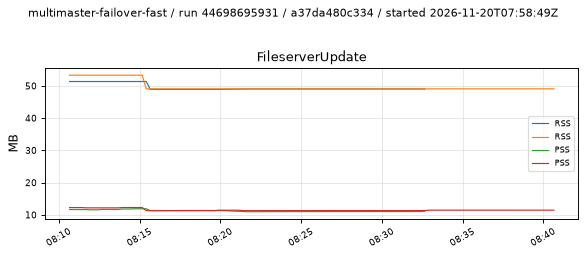 multimaster-failover-fast / run 44698695931 / a37da480c334 / started 2026-11-20T07:58:49Z
FileserverUpdate
MB
50
40
30
20
10
RSS
RSS
PSS
PSS
08:10
08:15
08:20
08:25
08:30
08:35
08:40